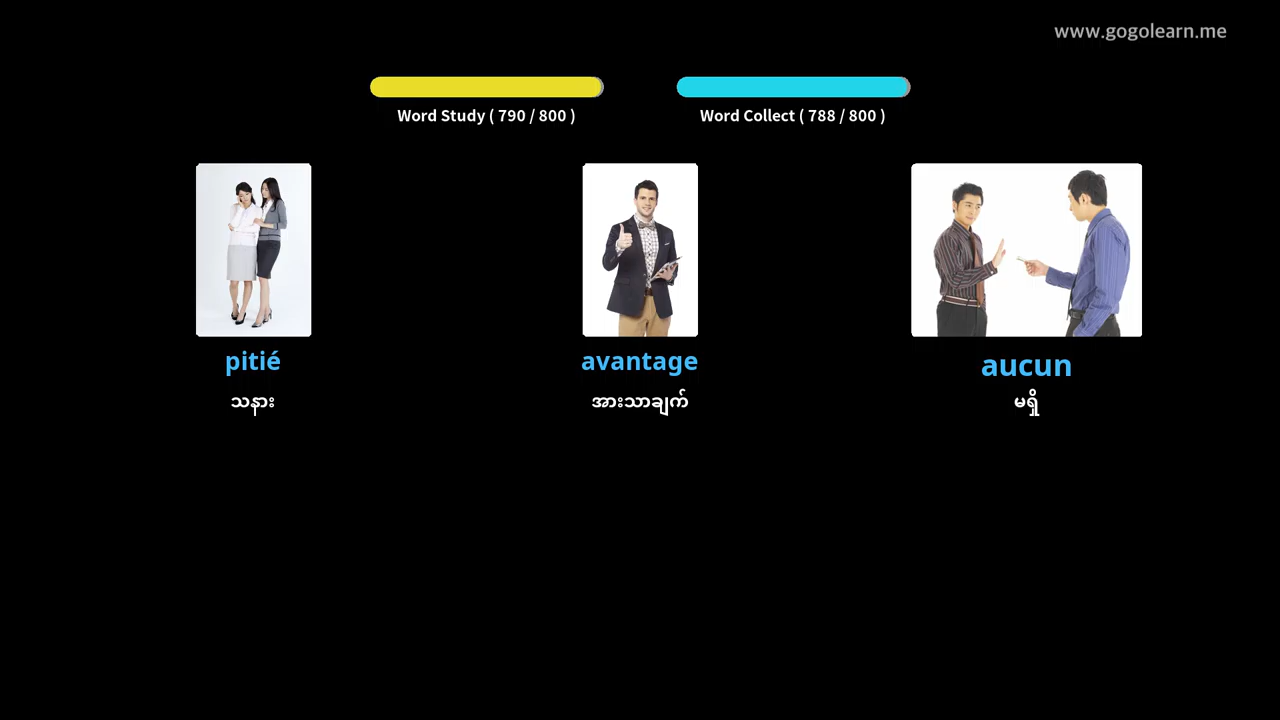 www.gogolearn.me
Word Study ( 790 / 800 )
Word Collect ( 788 / 800 )
pitié
avantage
aucun
သနား
အားသာချက်
မရှိ